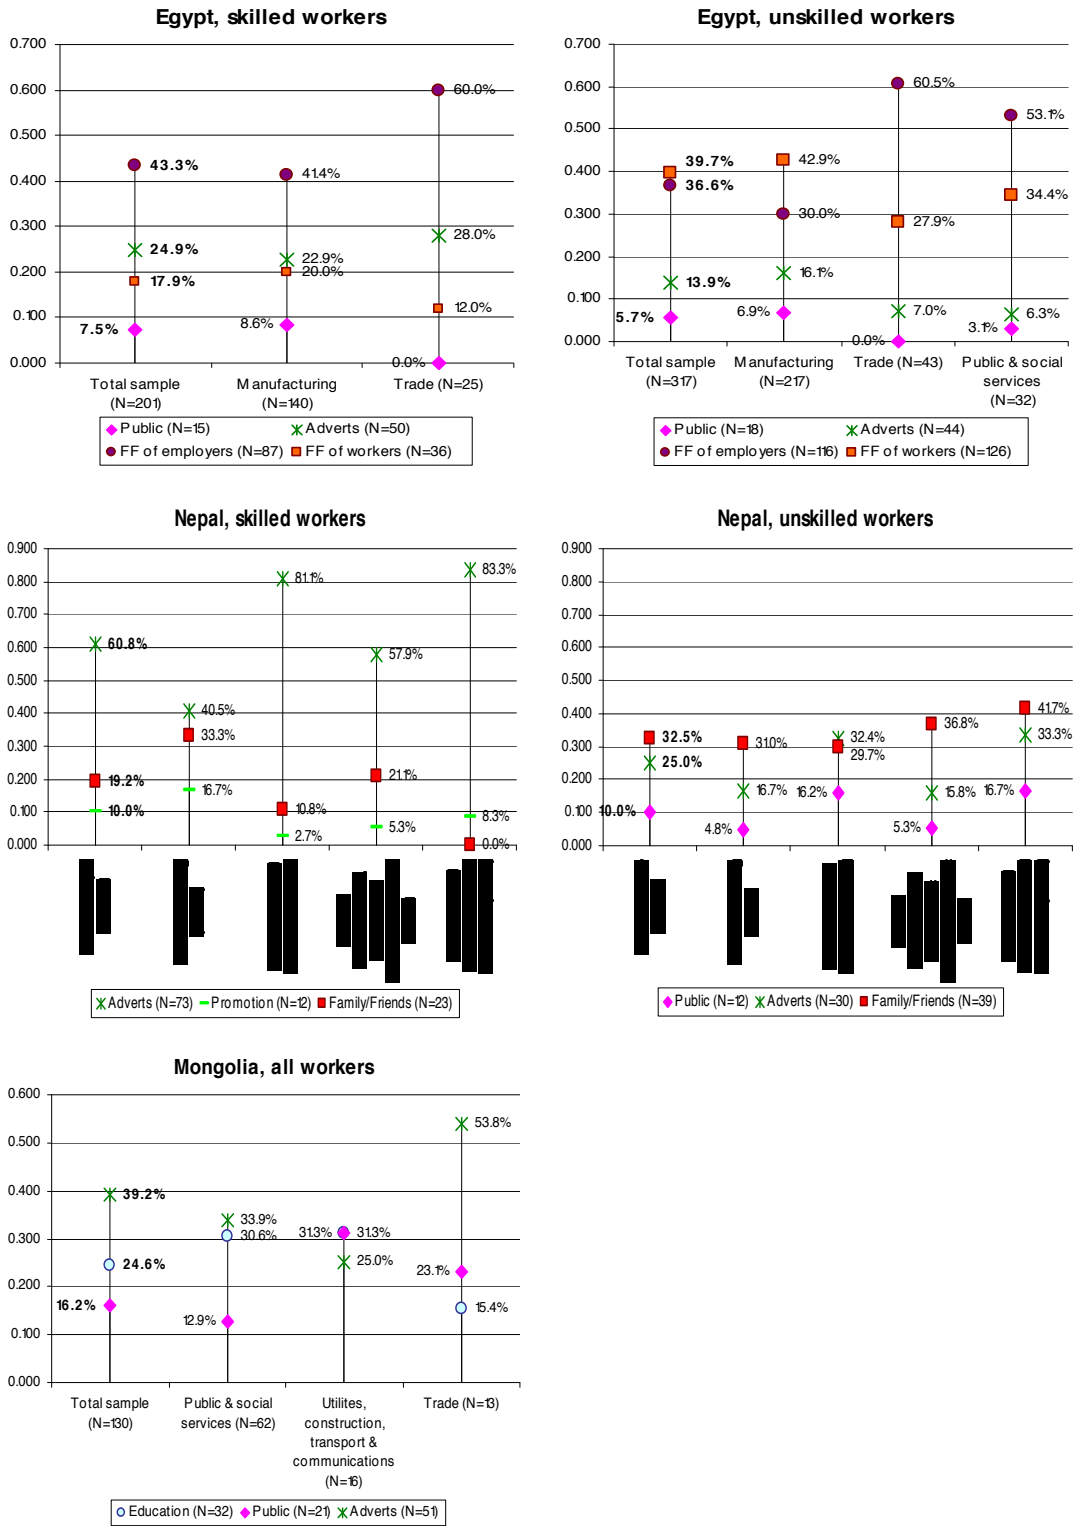 Egypt, skilled workers
0.700
0.600
0.500
0.400
0.300
0.200
0.100
0.000
60.0%
43.3%
41.4%
28.0%
24.9%
22.9%
20.0%
17.9%
12.0%
7.5%
8.6%
0.0%
Total sample
(N=201)
Manufacturing
(N=140)
Trade (N=25)
Public (N=15)
Adverts (N=50)
FF of employers (N=87)
FF of workers (N=36)
Egypt, unskilled workers
0.700
0.600
0.500
0.400
0.300
0.200
0.100
0.000
60.5%
53.1%
39.7%
42.9%
36.6%
34.4%
30.0%
27.9%
13.9%
16.1%
5.7%
6.9%
7.0%
6.3%
3.1%
0.0%
Total sample
(N=317)
Manufacturing
(N=217)
Trade (N=43)
Public & social
services
(N=32)
Public (N=18)
Adverts (N=44)
FF of employers (N=116)
FF of workers (N=126)
Nepal, skilled workers
0.900
0.800
0.700
0.600
0.500
0.400
0.300
0.200
0.100
0.000
83.3%
81.1%
60.8%
57.9%
40.5%
33.3%
19.2%
21.1%
16.7%
10.0%
10.8%
8.3%
2.7%
5.3%
0.0%
Adverts (N=73)
Promotion (N=12)
Family/Friends (N=23)
Nepal, unskilled workers
0.900
0.800
0.700
0.600
0.500
0.400
0.300
0.200
0.100
0.000
41.7%
36.8%
32.5%
31.0%
32.4%
33.3%
29.7%
25.0%
16.7%
16.2%
15.8%
16.7%
10.0%
4.8%
5.3%
Public (N=12)
Adverts (N=30)
Family/Friends (N=39)
Mongolia, all workers
0.600
0.500
0.400
0.300
0.200
0.100
0.000
53.8%
39.2%
33.9%
30.6%
31.3%
31.3%
24.6%
25.0%
23.1%
16.2%
12.9%
15.4%
Total sample
(N=130)
Public & social
services (N=62)
Utilites,
construction,
transport &
communications
(N=16)
Trade (N=13)
Education (N=32)
Public (N=21)
Adverts (N=51)